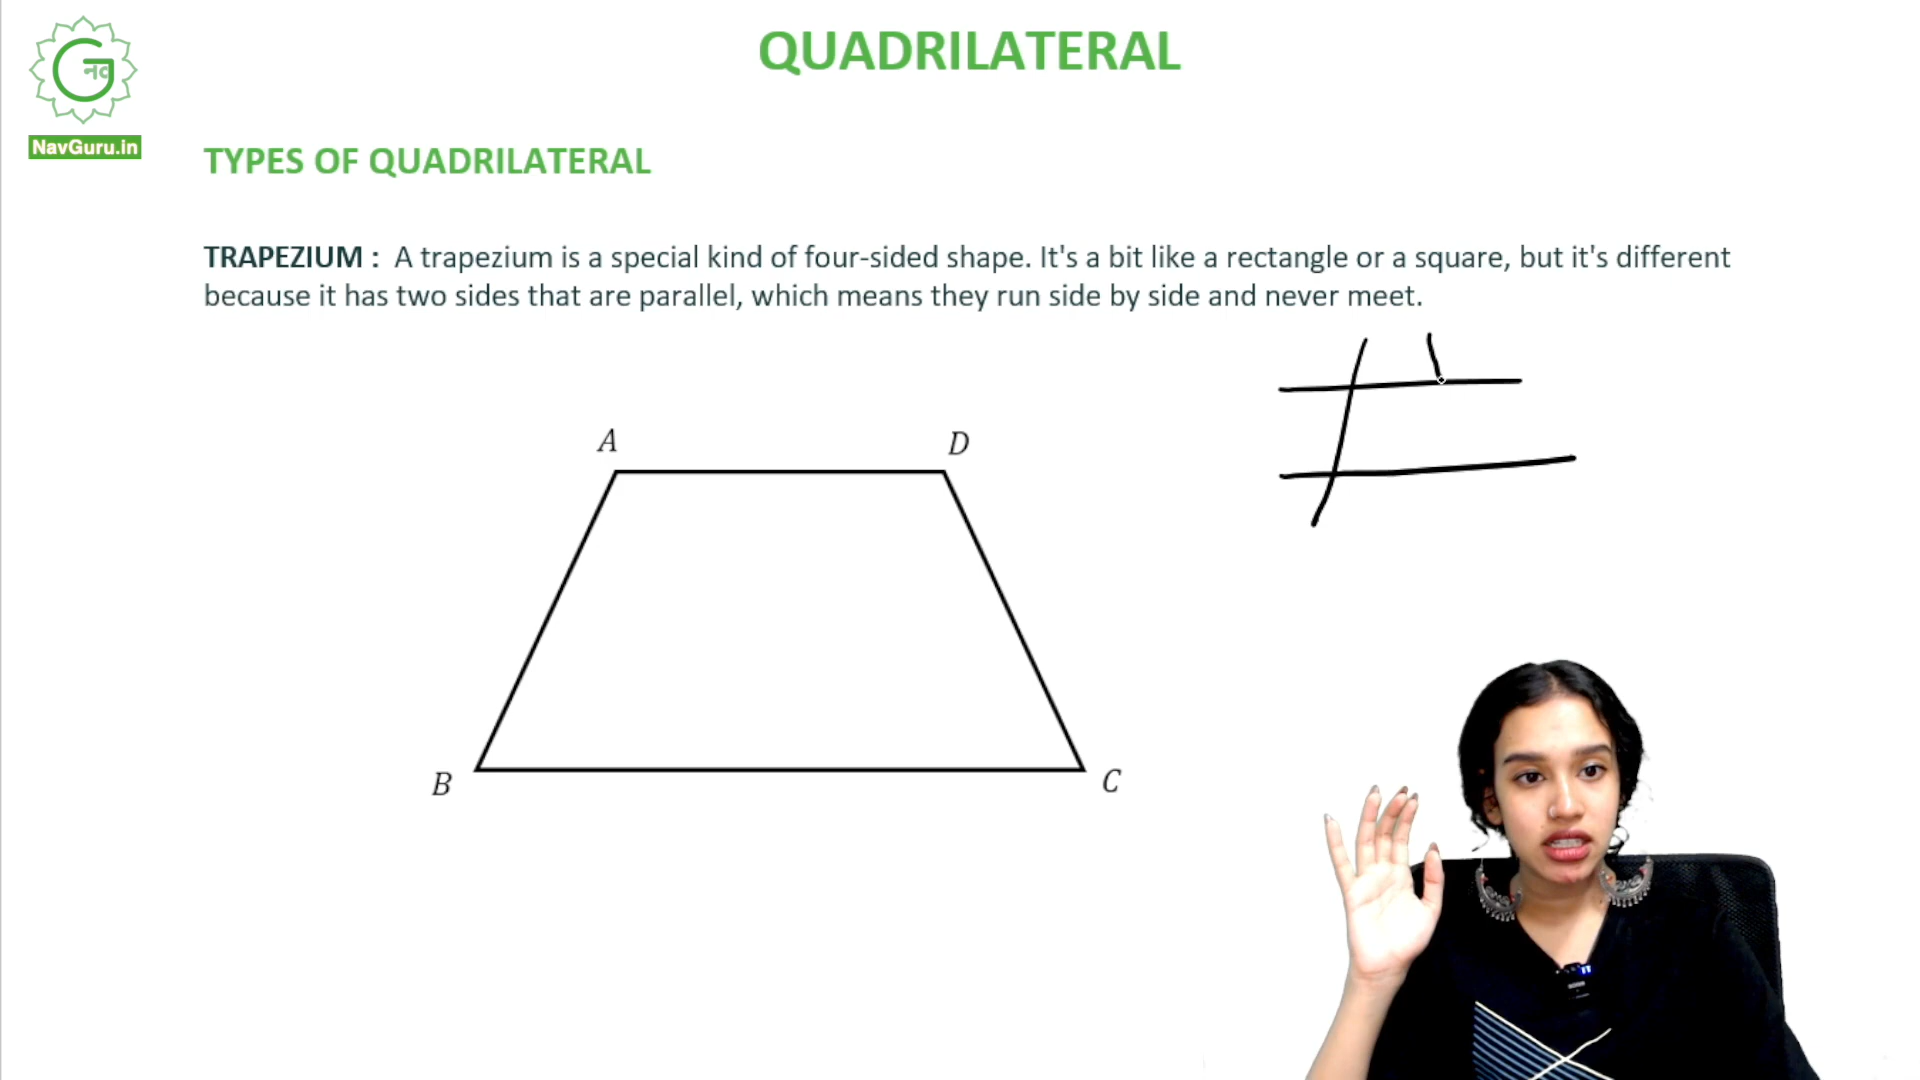 QUADRILATERAL
नव
NavGuru.in
TYPES OF QUADRILATERAL
TRAPEZIUM : A trapezium is a special kind of four-sided shape. It's a bit like a rectangle or a square, but it's different
because it has two sides that are parallel, which means they run side by side and never meet.
A
D
B
C